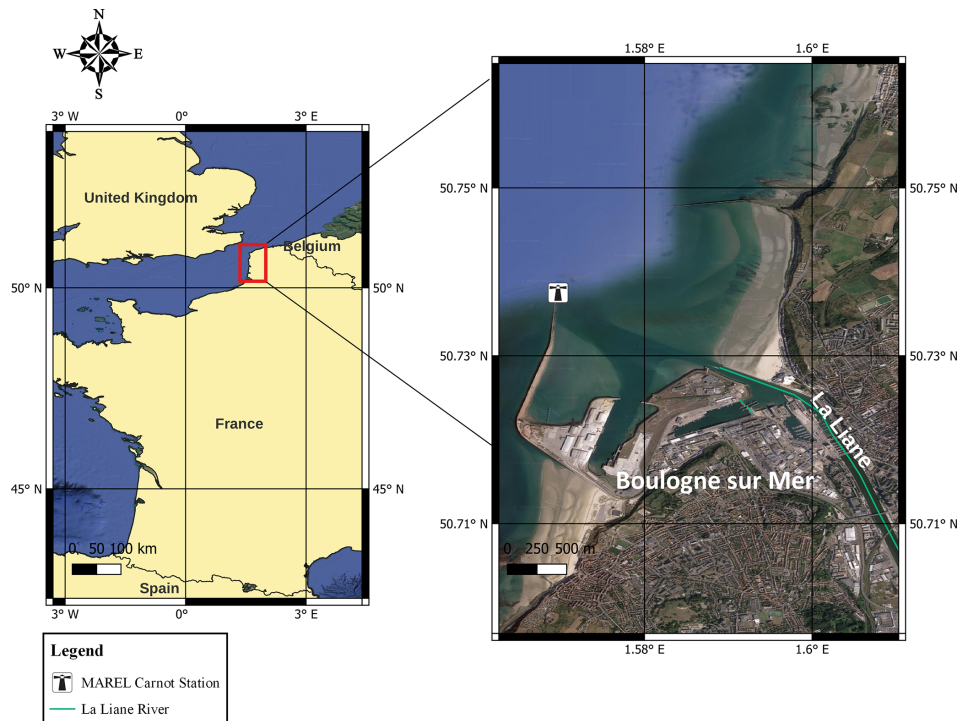 N
W E
S
3° W 0° 3° E
United Kingdom
Belgium
50° N
France
45° N
0 50 100 km
Spain
3° W 0° 3° E
1.58° E 1.6° E
50.75° N 50.75° N
50.73° N 50.73° N
La Liane
Boulogne sur Mer
50.71° N 50.71° N
0 250 500 m
1.58° E 1.6° E
50° N
45° N
Legend
MAREL Carnot Station
La Liane River